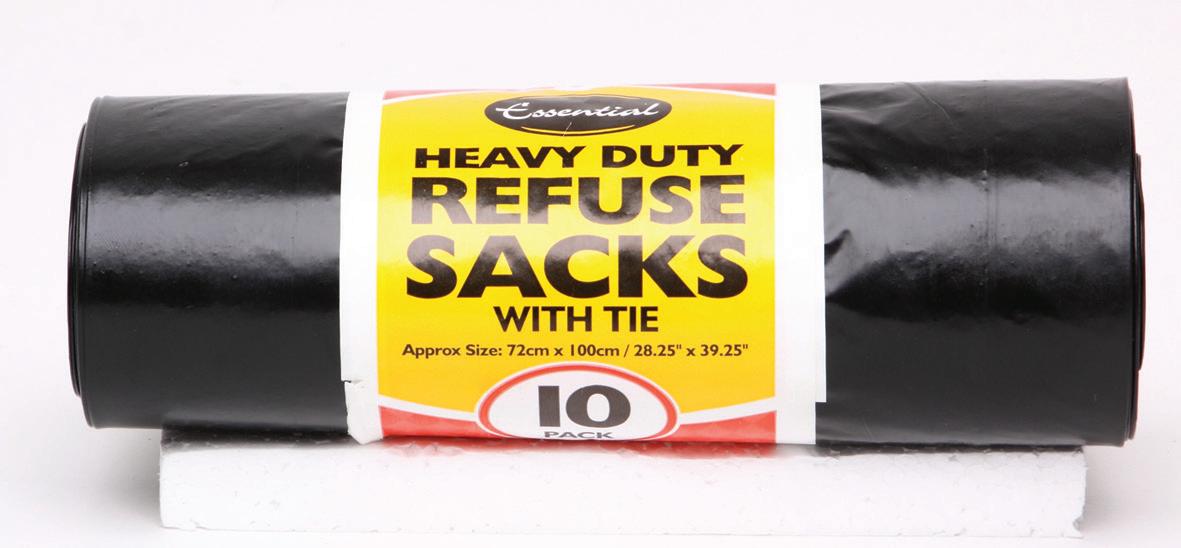 Essential
HEAVY DUTY
REFUSE
SACKS
WITH TIE
Approx Size: 72cm x 100cm / 28.25" x 39.25"
10
PACK